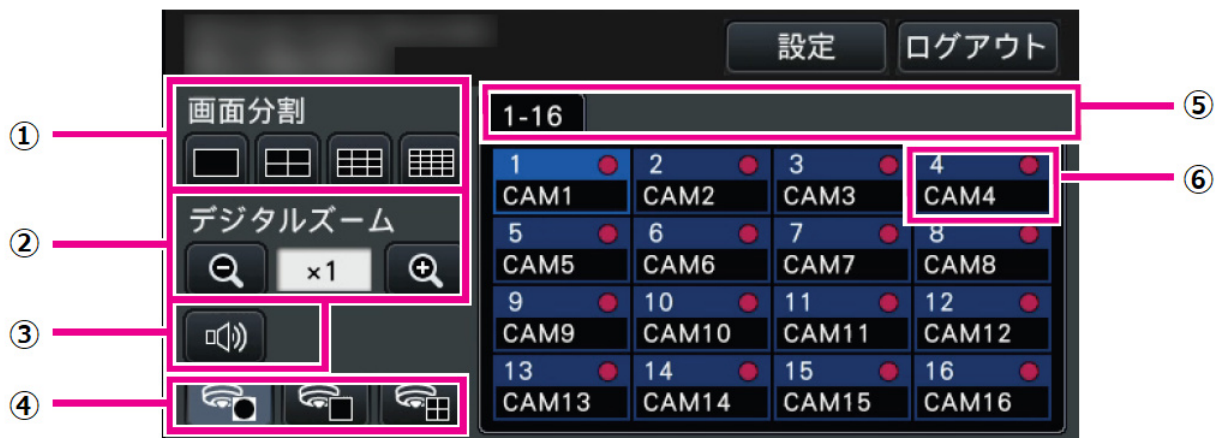 設定 ログアウト
① 画面分割
1-16 ⑤
1 2 3 4 ⑥
CAM1 CAM2 CAM3 CAM4
② デジタルズーム
×1
5 6 7 8
CAM5 CAM6 CAM7 CAM8
③
9 10 11 12
CAM9 CAM10 CAM11 CAM12
④
13 14 15 16
CAM13 CAM14 CAM15 CAM16